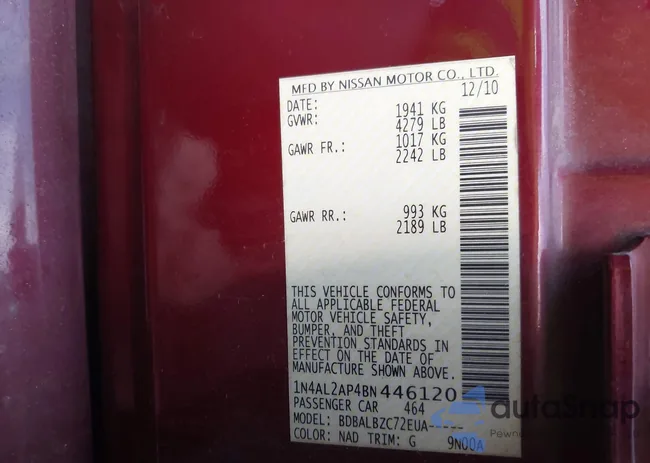 MFD BY NISSAN MOTOR CO., LTD.
DATE: 12/10
GVWR: 1941 KG
4279 LB
GAWR FR.: 1017 KG
2242 LB
GAWR RR.: 993 KG
2189 LB
THIS VEHICLE CONFORMS TO
ALL APPLICABLE FEDERAL
MOTOR VEHICLE SAFETY,
BUMPER, AND THEFT
PREVENTION STANDARDS IN
EFFECT ON THE DATE OF
MANUFACTURE SHOWN ABOVE.
1N4AL2AP4BN446120
PASSENGER CAR 464
MODEL: BDBALBZC72EUA-----
COLOR: NAD TRIM: G 9N00A
autoSnap